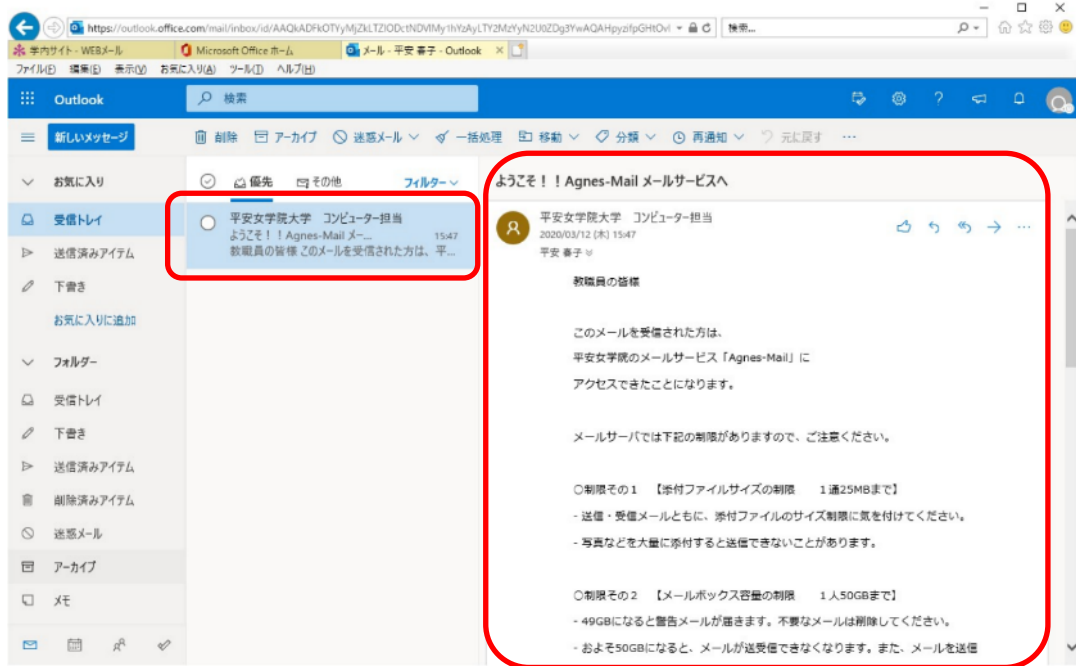 https://outlook.office.com/mail/inbox/id/
検索...
学内サイト - WEBメール
Microsoft Office ホーム
メール - 平安 春子 - Outlook
ファイル(F) 編集(E) 表示(V) お気に入り(A) ツール(T) ヘルプ(H)
Outlook
検索
新しいメッセージ
削除 アーカイブ 迷惑メール 一括処理 移動 分類 再通知 元に戻す ...
お気に入り
受信トレイ
送信済みアイテム
下書き
お気に入りに追加
フォルダー
受信トレイ
下書き
送信済みアイテム
削除済みアイテム
迷惑メール
アーカイブ
メモ
優先 その他 フィルター
平安女学院大学 コンピューター担当
ようこそ!!Agnes-Mail メー... 15:47
教職員の皆様 このメールを受信された方は、平...
ようこそ!!Agnes-Mail メールサービスへ
R
平安女学院大学 コンピューター担当
2020/03/12 (木) 15:47
平安 春子
教職員の皆様
このメールを受信された方は、
平安女学院のメールサービス「Agnes-Mail」に
アクセスできたことになります。
メールサーバでは下記の制限がありますので、ご注意ください。
○制限その1 【添付ファイルサイズの制限 1通25MBまで】
- 送信・受信メールともに、添付ファイルのサイズ制限に気を付けてください。
- 写真などを大量に添付すると送信できないことがあります。
○制限その2 【メールボックス容量の制限 1人50GBまで】
- 49GBになると警告メールが届きます。不要なメールは削除してください。
- およそ50GBになると、メールが送受信できなくなります。また、メールを送信